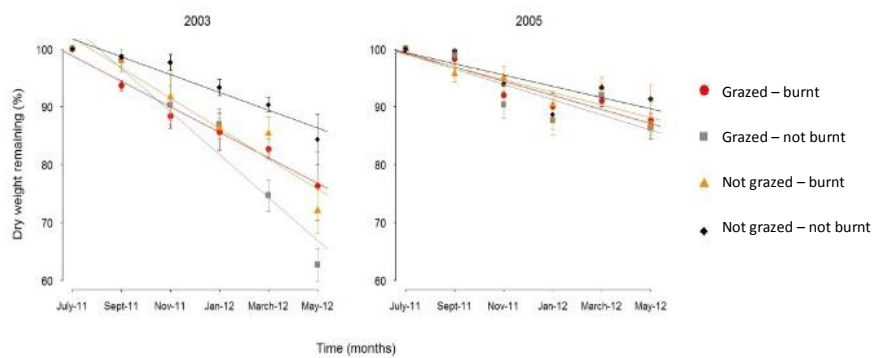 2003
2005
Dry weight remaining (%)
100
90
80
70
60
July-11
Sept-11
Nov-11
Jan-12
March-12
May-12
100
90
80
70
60
July-11
Sept-11
Nov-11
Jan-12
March-12
May-12
Time (months)
Grazed – burnt
Grazed – not burnt
Not grazed – burnt
Not grazed – not burnt